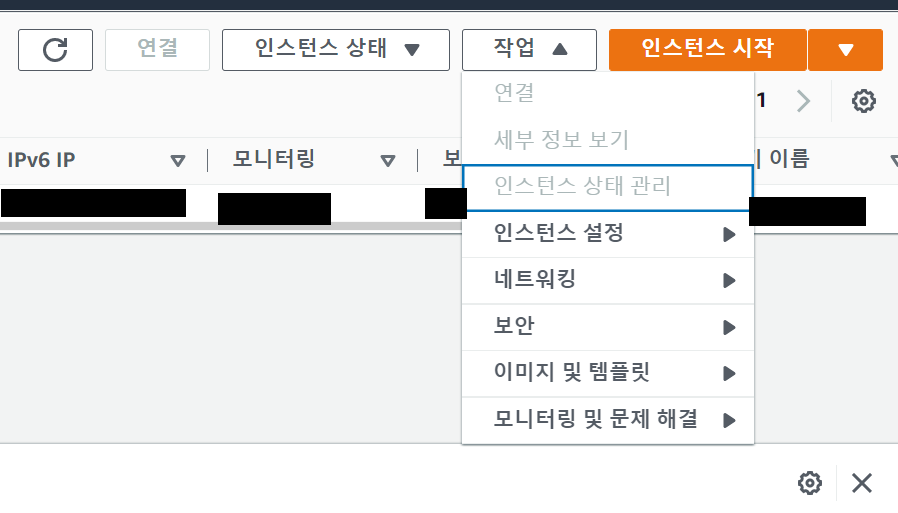 연결 인스턴스 상태 작업 인스턴스 시작
1
IPv6 IP 모니터링 이름
연결
세부 정보 보기
인스턴스 상태 관리
인스턴스 설정
네트워킹
보안
이미지 및 템플릿
모니터링 및 문제 해결